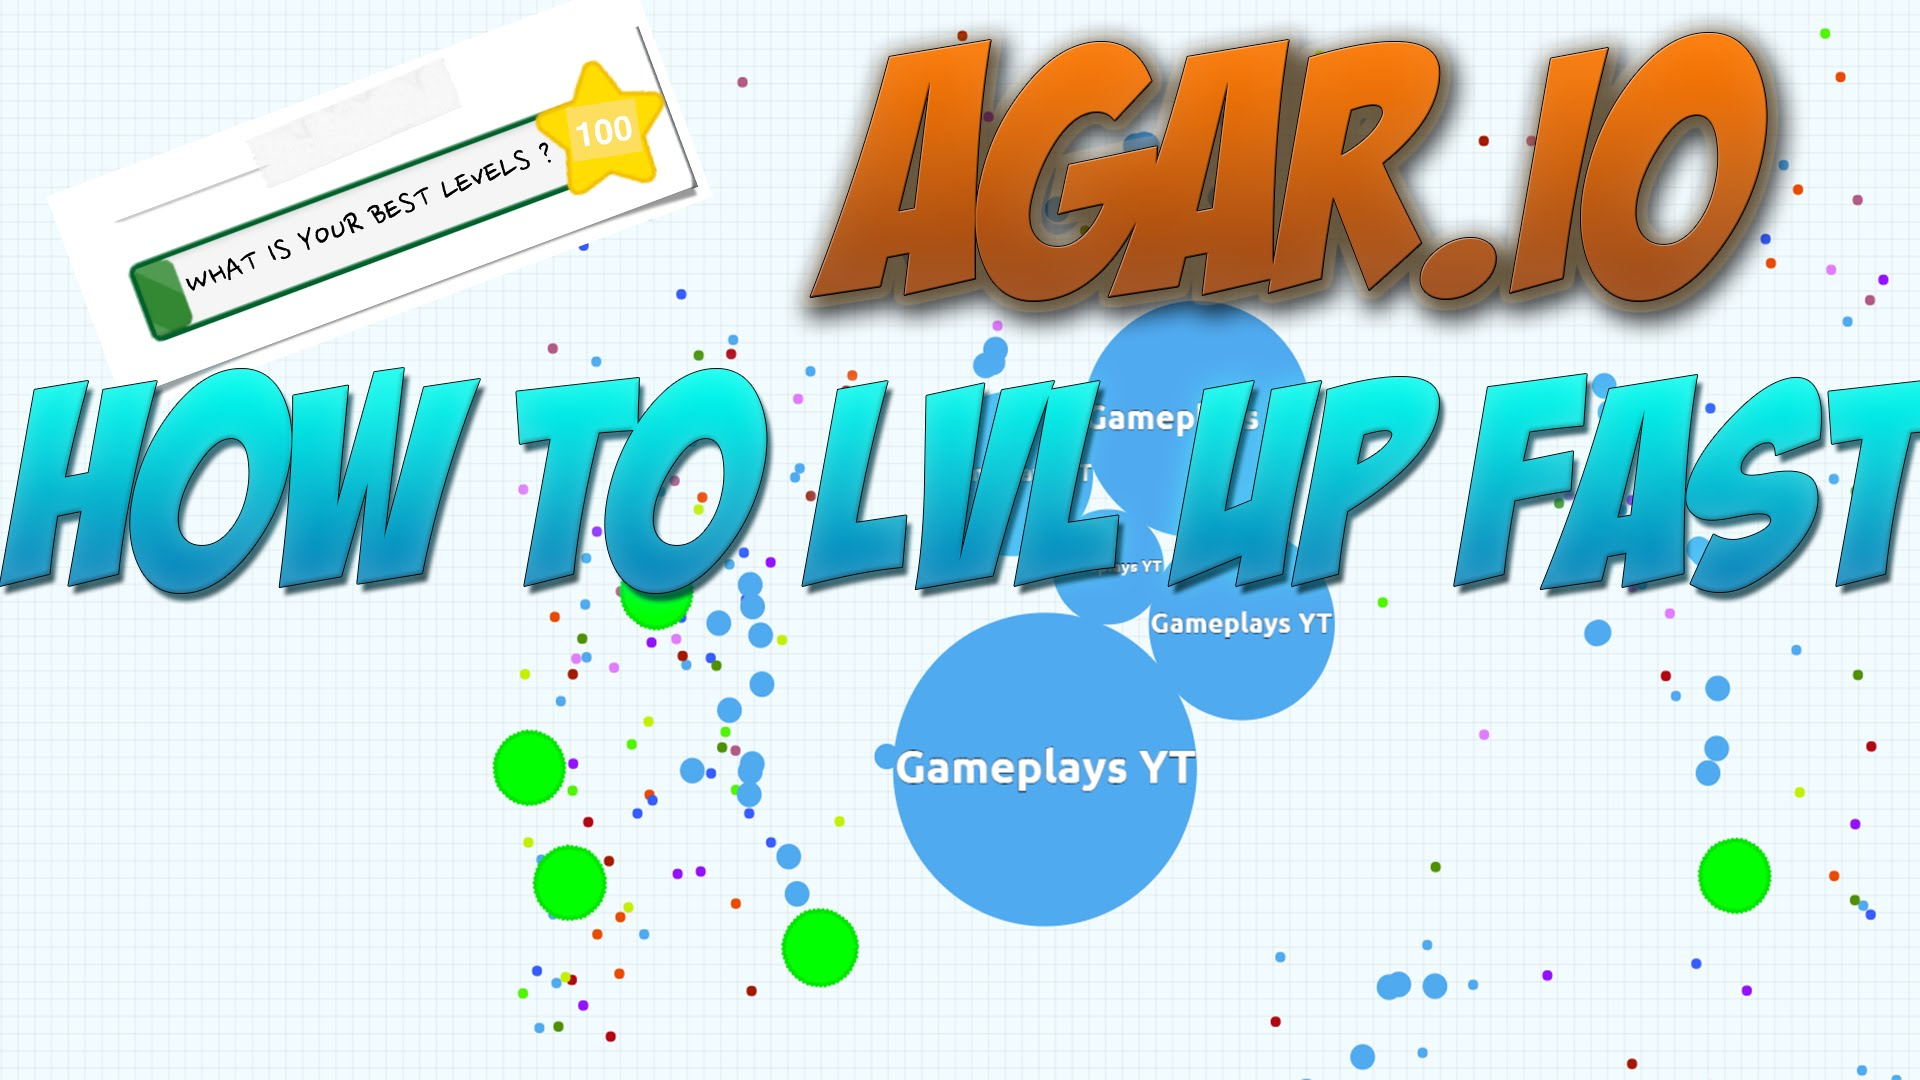 WHAT IS YOUR BEST LEVELS ?
100
AGAR.IO
HOW TO LVL UP FAST
Gameplays YT
Gameplays YT